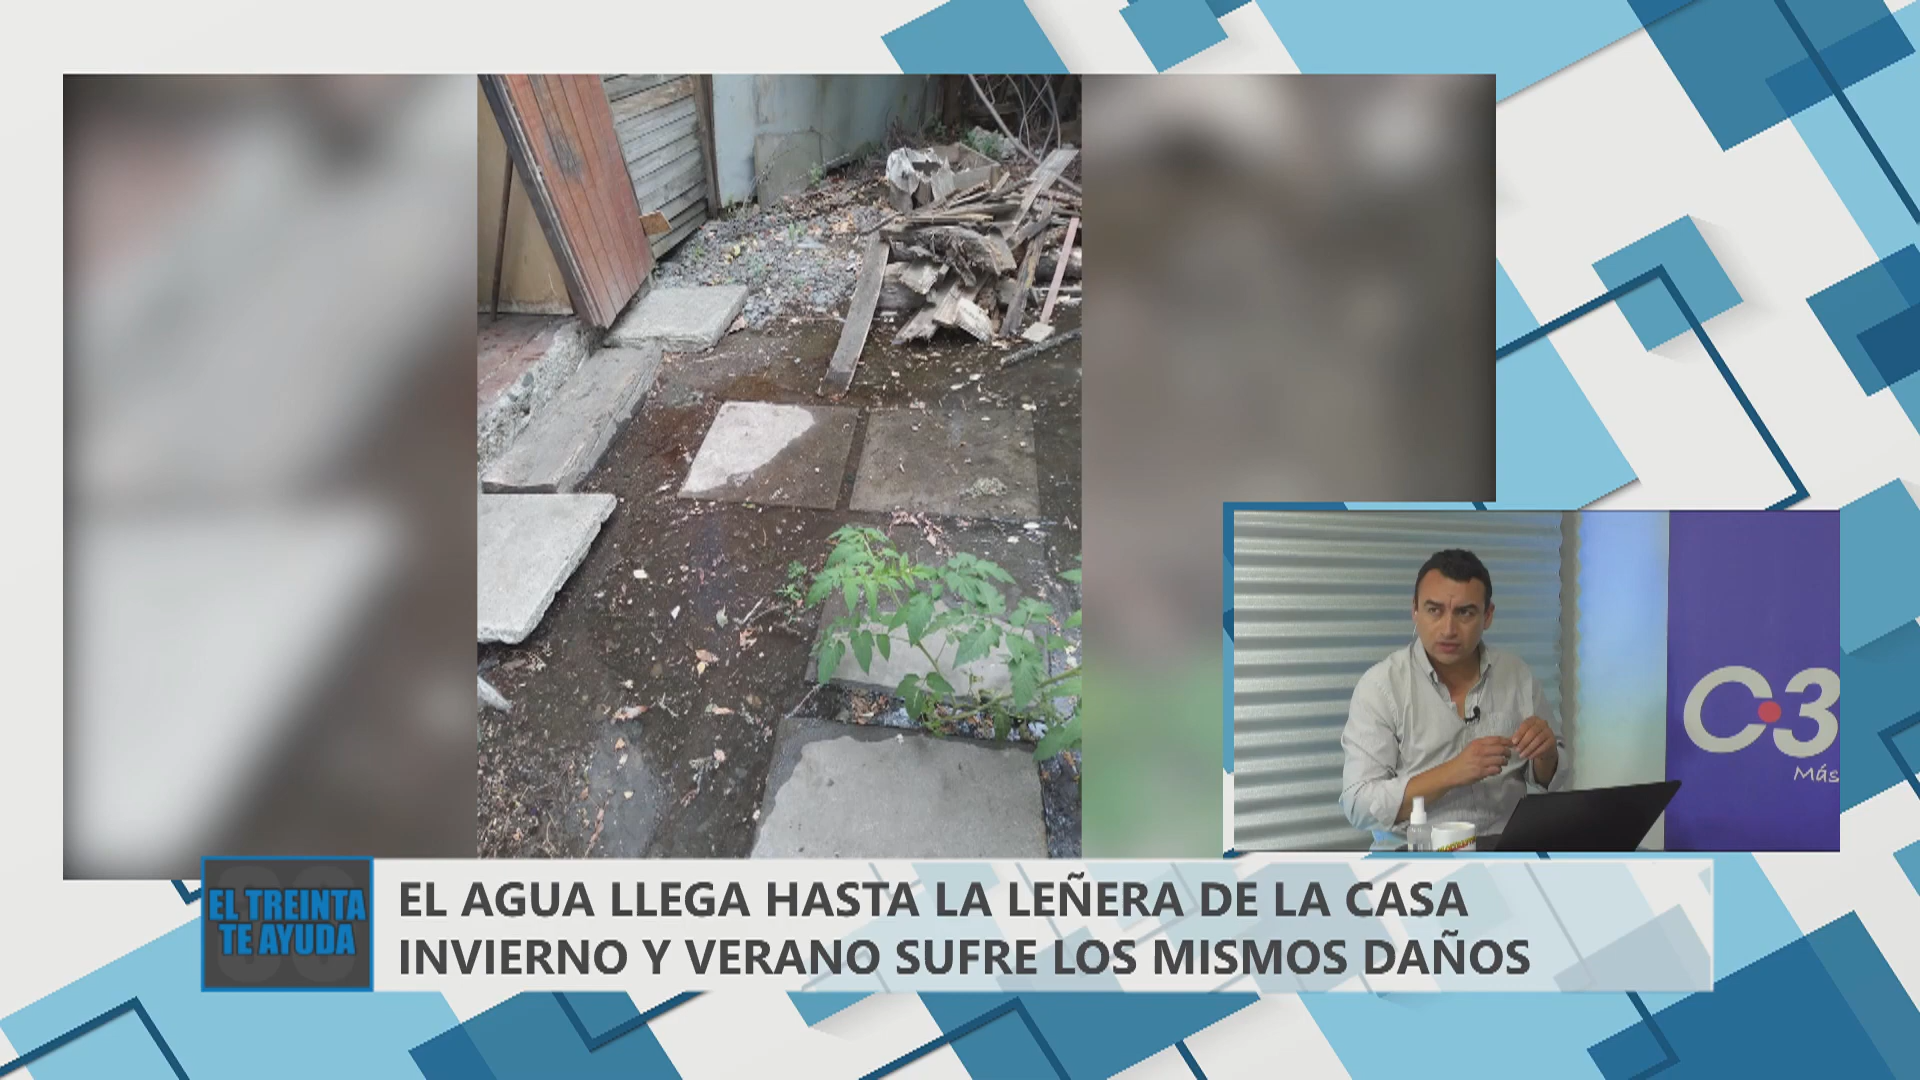 C3
Más
EL TREINTA
TE AYUDA
EL AGUA LLEGA HASTA LA LEÑERA DE LA CASA
INVIERNO Y VERANO SUFRE LOS MISMOS DAÑOS